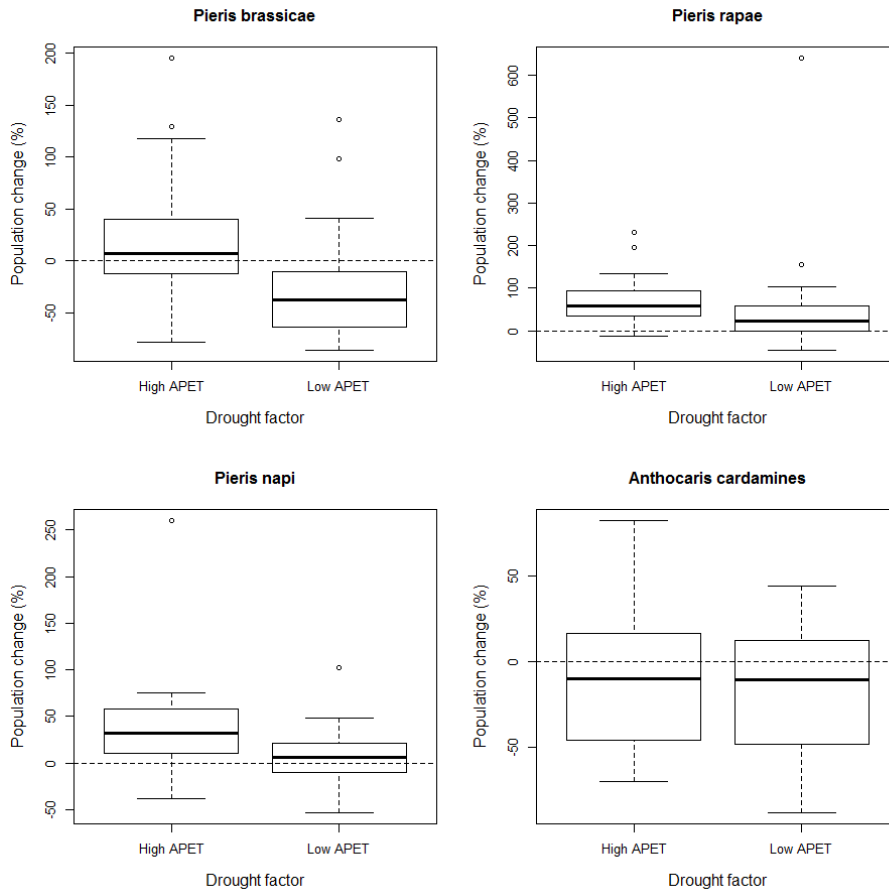 Pieris brassicae
Population change (%)
200
150
100
50
0
-50
High APET
Low APET
Drought factor
Pieris rapae
Population change (%)
600
500
400
300
200
100
0
High APET
Low APET
Drought factor
Pieris napi
Population change (%)
250
200
150
100
50
0
-50
High APET
Low APET
Drought factor
Anthocaris cardamines
Population change (%)
50
0
-50
High APET
Low APET
Drought factor